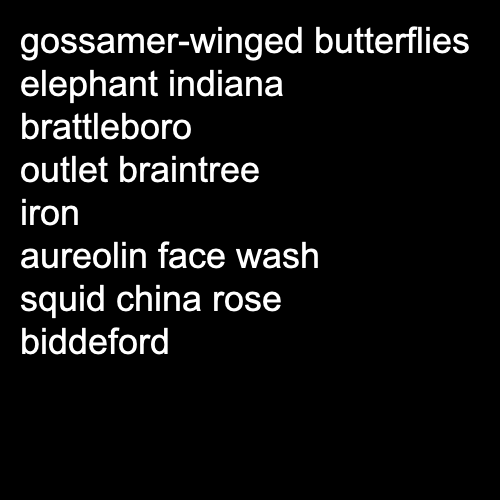 gossamer-winged butterflies
elephant indiana
brattleboro
outlet braintree
iron
aureolin face wash
squid china rose
biddeford